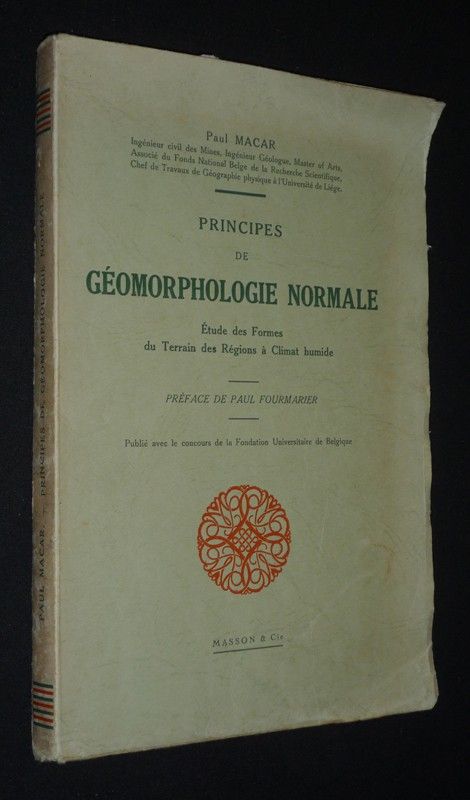 Paul MACAR
Ingénieur civil des Mines, Ingénieur Géologue, Master of Arts,
Associé du Fonds National Belge de la Recherche Scientifique,
Chef de Travaux de Géographie physique à l'Université de Liége.
PRINCIPES
DE
GÉOMORPHOLOGIE NORMALE
Étude des Formes
du Terrain des Régions à Climat humide
PRÉFACE DE PAUL FOURMARIER
Publié avec le concours de la Fondation Universitaire de Belgique
MASSON & Cie
PAUL MACAR PRINCIPES DE GÉOMORPHOLOGIE NORMALE